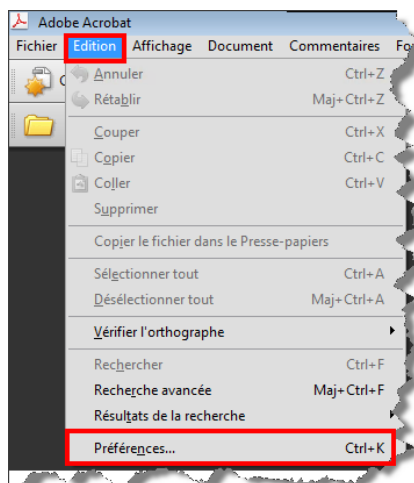 Adobe Acrobat
Fichier Edition Affichage Document Commentaires
Annuler Ctrl+Z
Rétablir Maj+Ctrl+Z
Couper Ctrl+X
Copier Ctrl+C
Coller Ctrl+V
Supprimer
Copier le fichier dans le Presse-papiers
Sélectionner tout Ctrl+A
Désélectionner tout Maj+Ctrl+A
Vérifier l'orthographe
Rechercher Ctrl+F
Recherche avancée Maj+Ctrl+F
Résultats de la recherche
Préférences... Ctrl+K